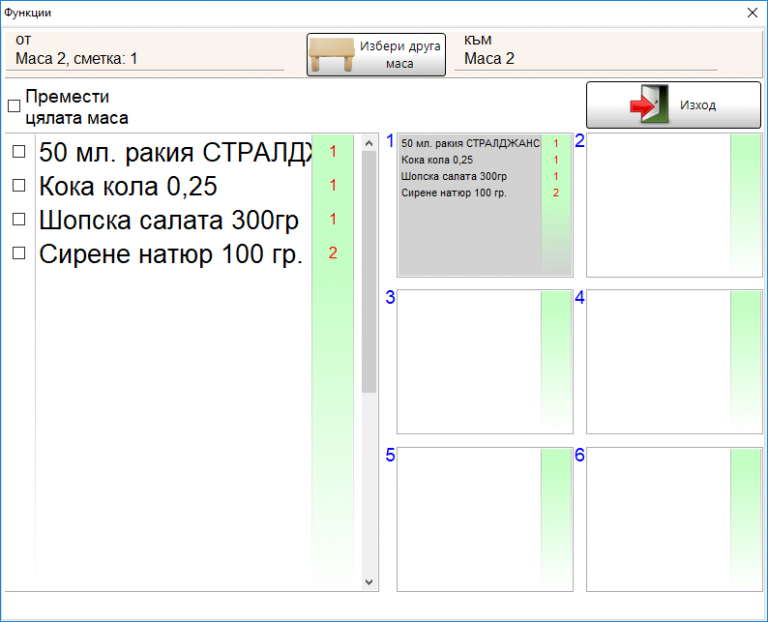 Функции
от
Маса 2, сметка: 1
Избери друга
маса
към
Маса 2
Премести
цялата маса
Изход
50 мл. ракия СТРАЛДЖ 1
Кока кола 0,25 1
Шопска салата 300гр 1
Сирене натюр 100 гр. 2
1
50 мл. ракия СТРАЛДЖАНС 1
Кока кола 0,25 1
Шопска салата 300гр 1
Сирене натюр 100 гр. 2
2
3
4
5
6